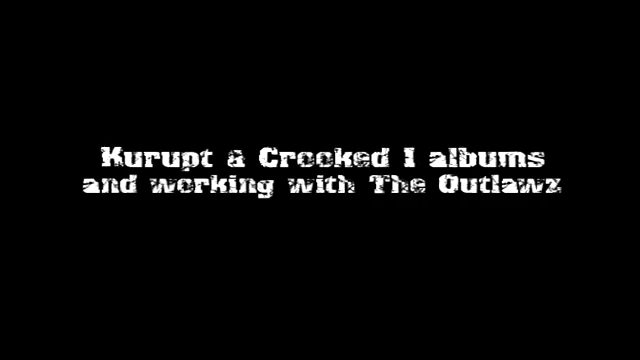 Kurupt & Crooked I albums
and working with The Outlawz